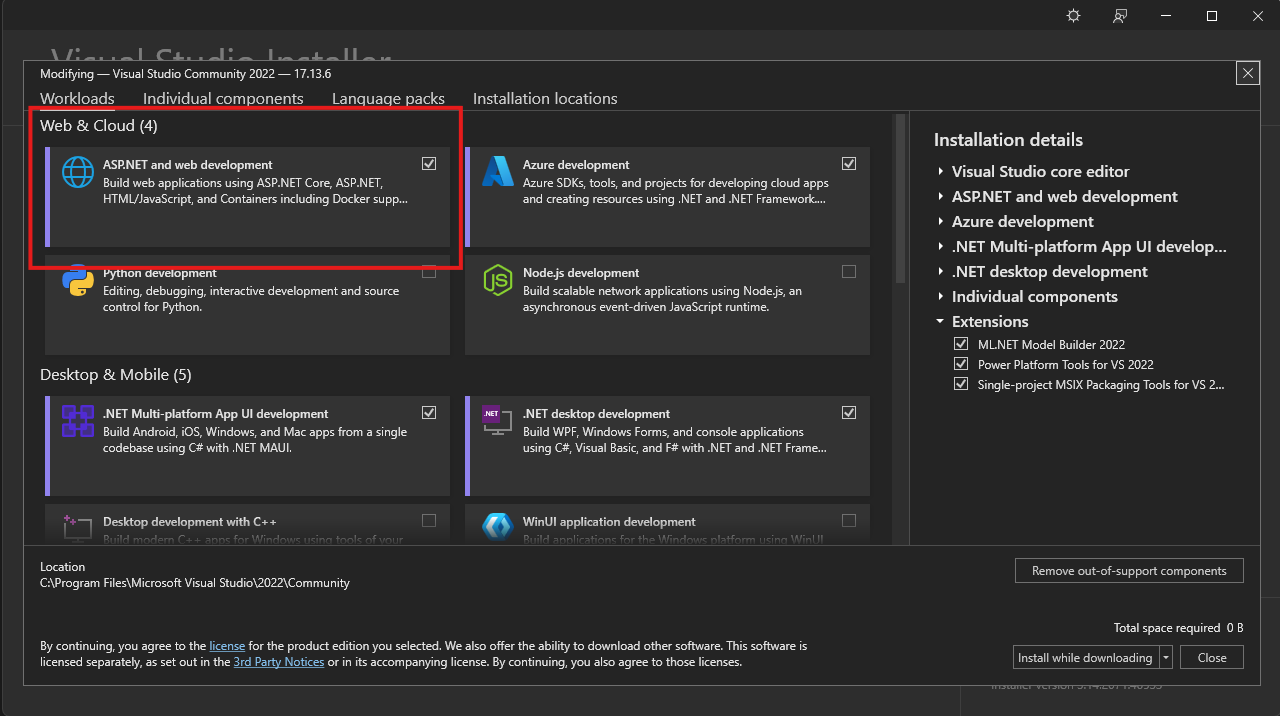 Visual Studio Installer
Modifying — Visual Studio Community 2022 — 17.13.6
Workloads Individual components Language packs Installation locations
Web & Cloud (4)
ASP.NET and web development
Build web applications using ASP.NET Core, ASP.NET,
HTML/JavaScript, and Containers including Docker supp...
Azure development
Azure SDKs, tools, and projects for developing cloud apps
and creating resources using .NET and .NET Framework....
Python development
Editing, debugging, interactive development and source
control for Python.
Node.js development
Build scalable network applications using Node.js, an
asynchronous event-driven JavaScript runtime.
JS
Desktop & Mobile (5)
.NET Multi-platform App UI development
Build Android, iOS, Windows, and Mac apps from a single
codebase using C# with .NET MAUI.
.NET
.NET desktop development
Build WPF, Windows Forms, and console applications
using C#, Visual Basic, and F# with .NET and .NET Frame...
Desktop development with C++
Build modern C++ apps for Windows using tools of your
WinUI application development
Build applications for the Windows platform using WinUI
Installation details
Visual Studio core editor
ASP.NET and web development
Azure development
.NET Multi-platform App UI develop...
.NET desktop development
Individual components
Extensions
ML.NET Model Builder 2022
Power Platform Tools for VS 2022
Single-project MSIX Packaging Tools for VS 2...
Location
C:\Program Files\Microsoft Visual Studio\2022\Community
Remove out-of-support components
Total space required 0 B
By continuing, you agree to the license for the product edition you selected. We also offer the ability to download other software. This software is
licensed separately, as set out in the 3rd Party Notices or in its accompanying license. By continuing, you also agree to those licenses.
Install while downloading
Close
Installer version